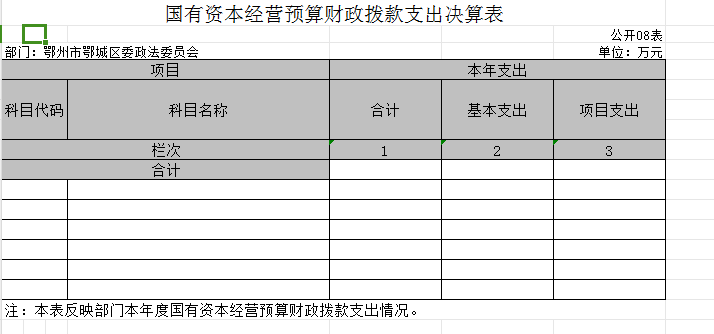 国有资本经营预算财政拨款支出决算表
公开08表
部门：鄂州市鄂城区委政法委员会 单位：万元
项目 本年支出
科目代码 科目名称 合计 基本支出 项目支出
栏次 1 2 3
合计
注：本表反映部门本年度国有资本经营预算财政拨款支出情况。